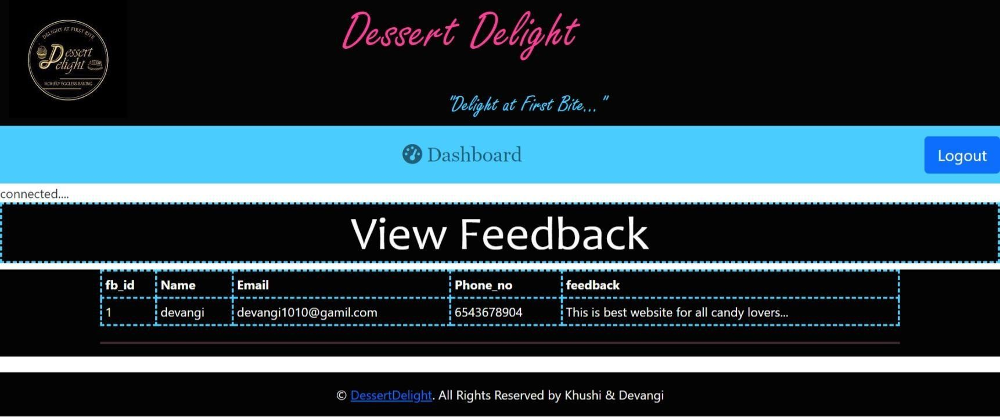 DELIGHT AT FIRST BITE
Dessert
Delight
HOMELY EGGLESS BAKING
Dessert Delight
"Delight at First Bite..."
Dashboard
Logout
connected....
View Feedback
fb_id Name Email Phone_no feedback
1 devangi devangi1010@gamil.com 6543678904 This is best website for all candy lovers...
© DessertDelight. All Rights Reserved by Khushi & Devangi